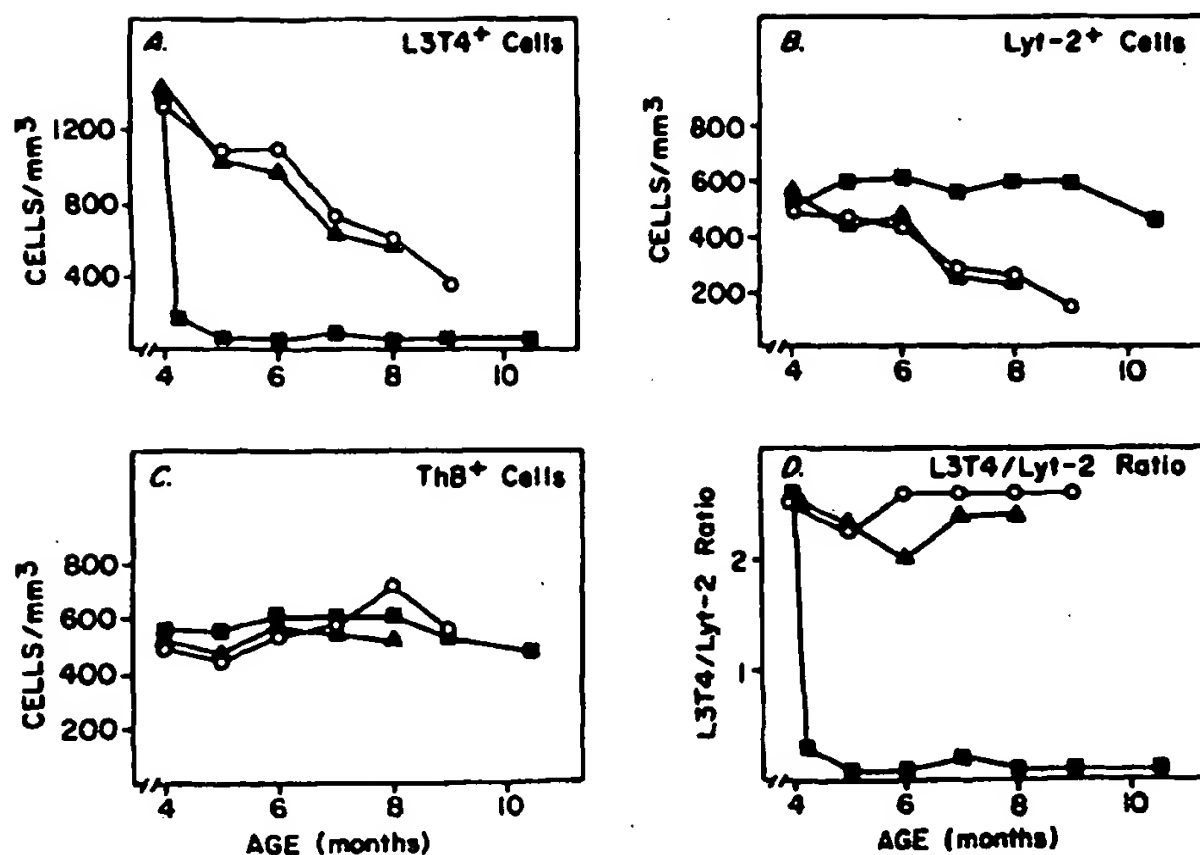 A. L3T4+ Cells
CELLS/mm3
1200
800
400
4 6 8 10
B. Lyt-2+ Cells
CELLS/mm3
800
600
400
200
4 6 8 10
C. ThB+ Cells
CELLS/mm3
800
600
400
200
4 6 8 10
AGE (months)
D. L3T4/Lyt-2 Ratio
L3T4/Lyt-2 Ratio
2
1
4 6 8 10
AGE (months)